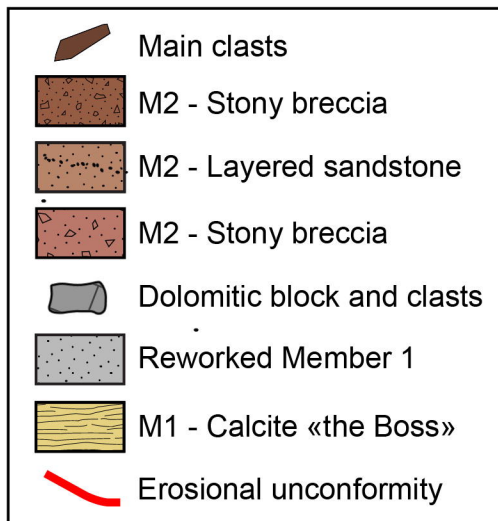 Main clasts
M2 - Stony breccia
M2 - Layered sandstone
M2 - Stony breccia
Dolomitic block and clasts
Reworked Member 1
M1 - Calcite «the Boss»
Erosional unconformity